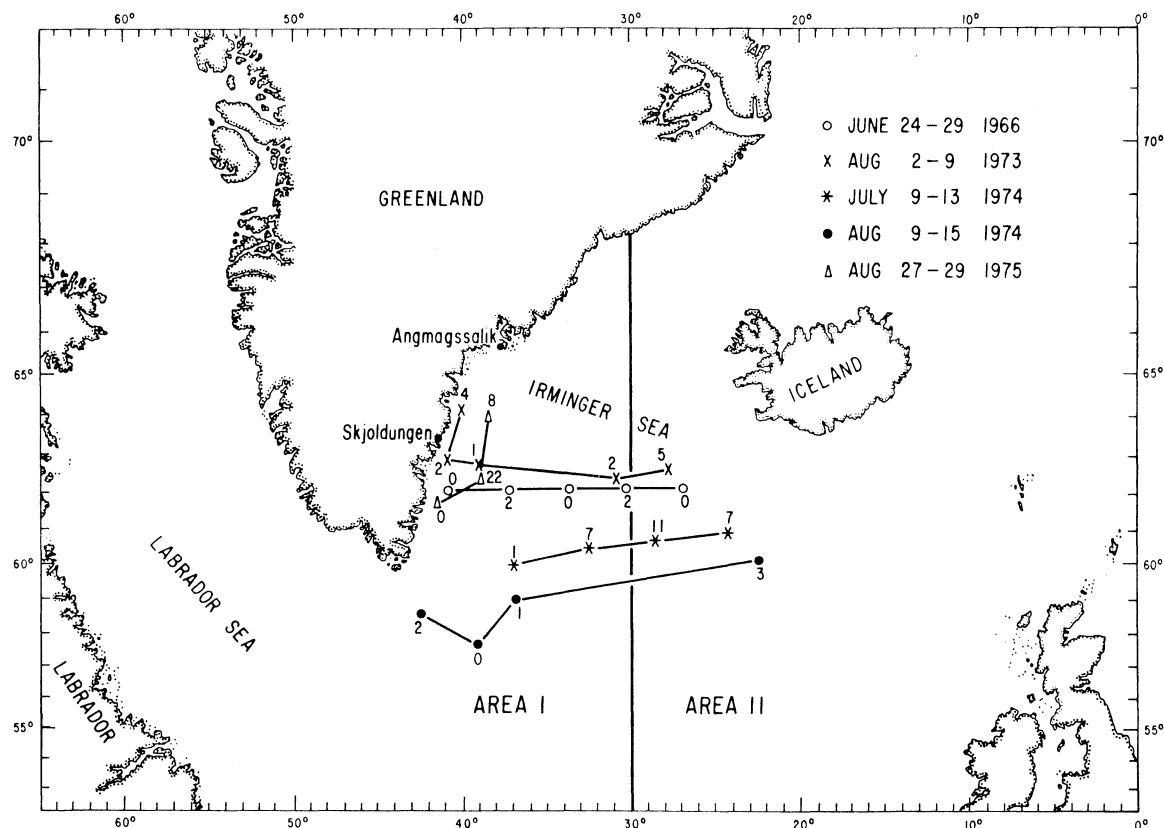 60° 50° 40° 30° 20° 10° 0°
70° 70°
○ JUNE 24 – 29 1966
x AUG 2 – 9 1973
* JULY 9 – 13 1974
● AUG 9 – 15 1974
△ AUG 27 – 29 1975
GREENLAND
Angmagssalik
65° 65°
ICELAND
IRMINGER SEA
4 8
Skjoldungen
2 1 2 5
0 22
0 2 0 2 0
1 7 11 7
60° 60°
3
2 1
0
LABRADOR SEA
LABRADOR
AREA I AREA II
55° 55°
60° 50° 40° 30° 20° 10° 0°